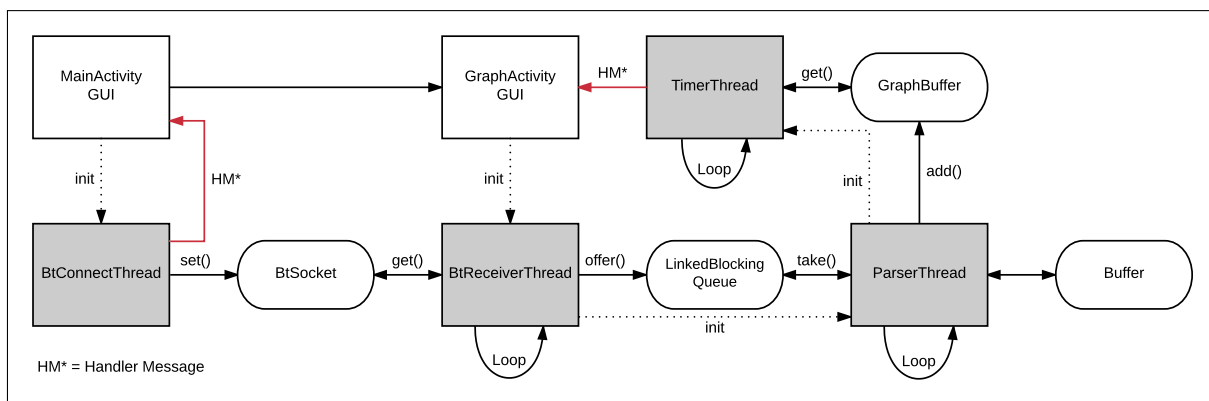 MainActivity
GUI
GraphActivity
GUI
HM*
TimerThread
get()
GraphBuffer
Loop
init
HM*
init
init
add()
BtConnectThread
set()
BtSocket
get()
BtReceiverThread
offer()
LinkedBlocking
Queue
take()
ParserThread
Buffer
init
Loop
Loop
HM* = Handler Message